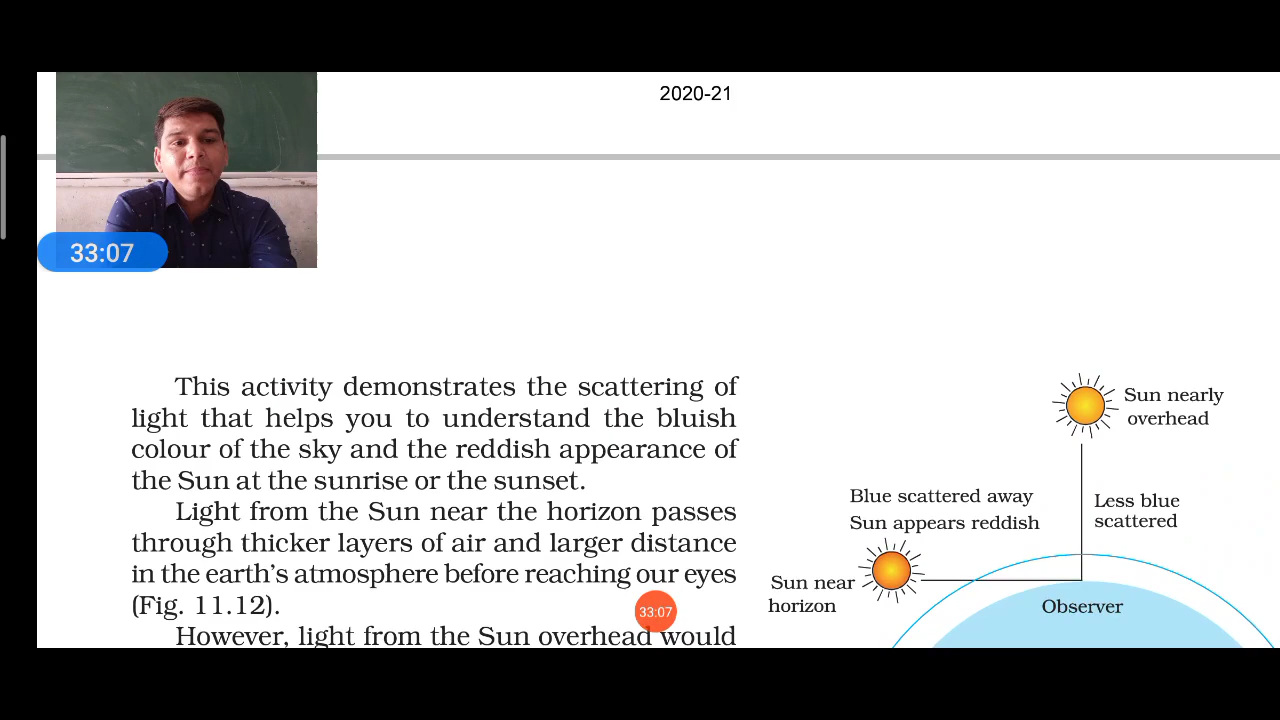 2020-21
33:07
This activity demonstrates the scattering of
light that helps you to understand the bluish
colour of the sky and the reddish appearance of
the Sun at the sunrise or the sunset.
Light from the Sun near the horizon passes
through thicker layers of air and larger distance
in the earth's atmosphere before reaching our eyes
(Fig. 11.12).
33:07
However, light from the Sun overhead would
Sun nearly
overhead
Blue scattered away
Sun appears reddish
Less blue
scattered
Sun near
horizon
Observer